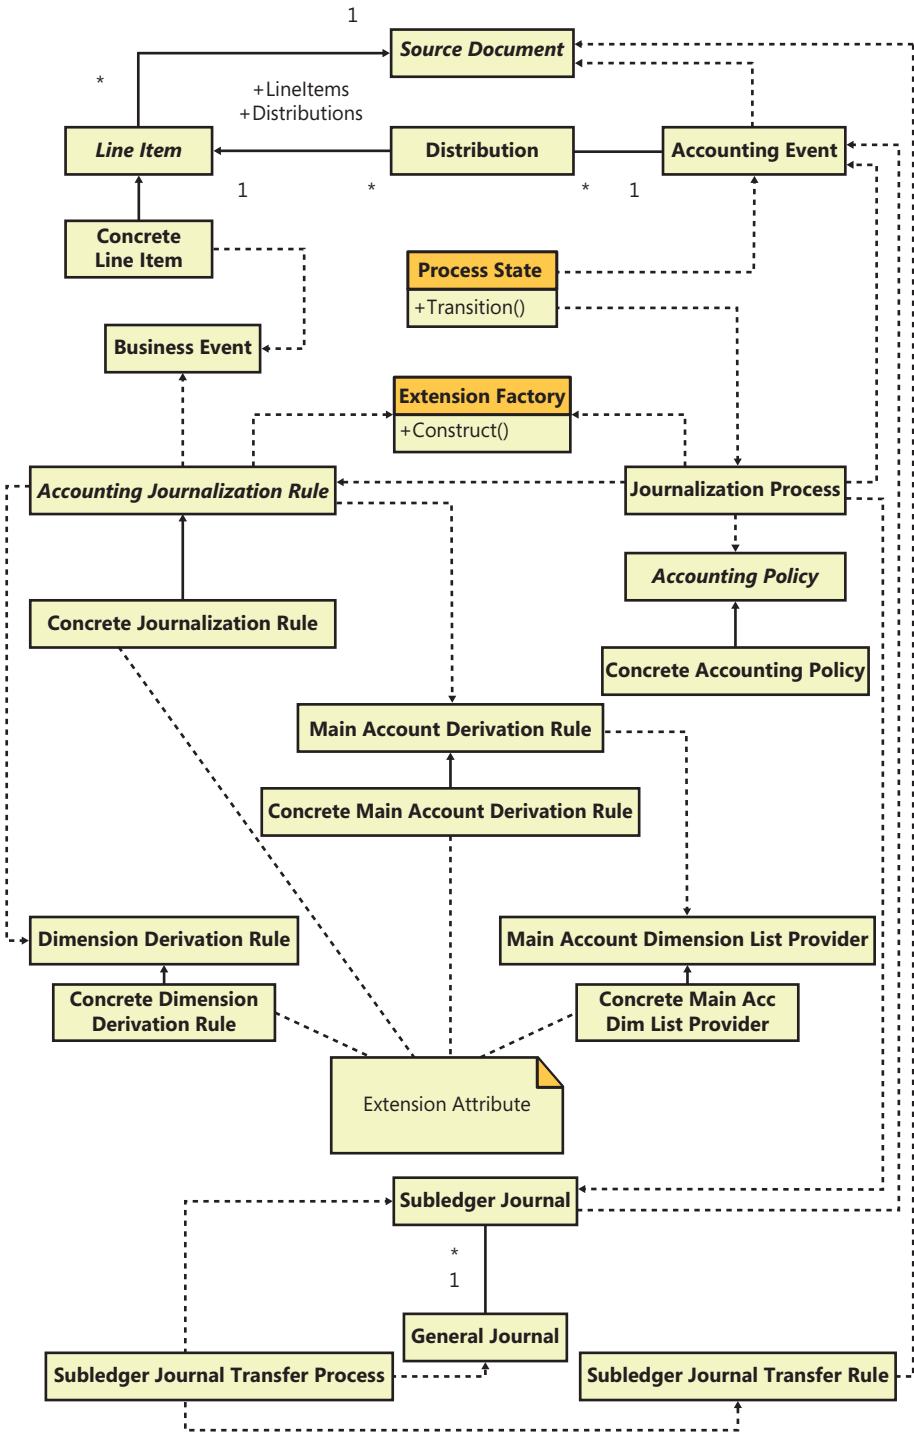 1
Source Document
*
+LineItems
+Distributions
Line Item
Distribution
Accounting Event
1
*
*
1
Concrete
Line Item
Process State
+Transition()
Business Event
Extension Factory
+Construct()
Accounting Journalization Rule
Journalization Process
Accounting Policy
Concrete Journalization Rule
Concrete Accounting Policy
Main Account Derivation Rule
Concrete Main Account Derivation Rule
Dimension Derivation Rule
Main Account Dimension List Provider
Concrete Dimension
Derivation Rule
Concrete Main Acc
Dim List Provider
Extension Attribute
Subledger Journal
*
1
General Journal
Subledger Journal Transfer Process
Subledger Journal Transfer Rule